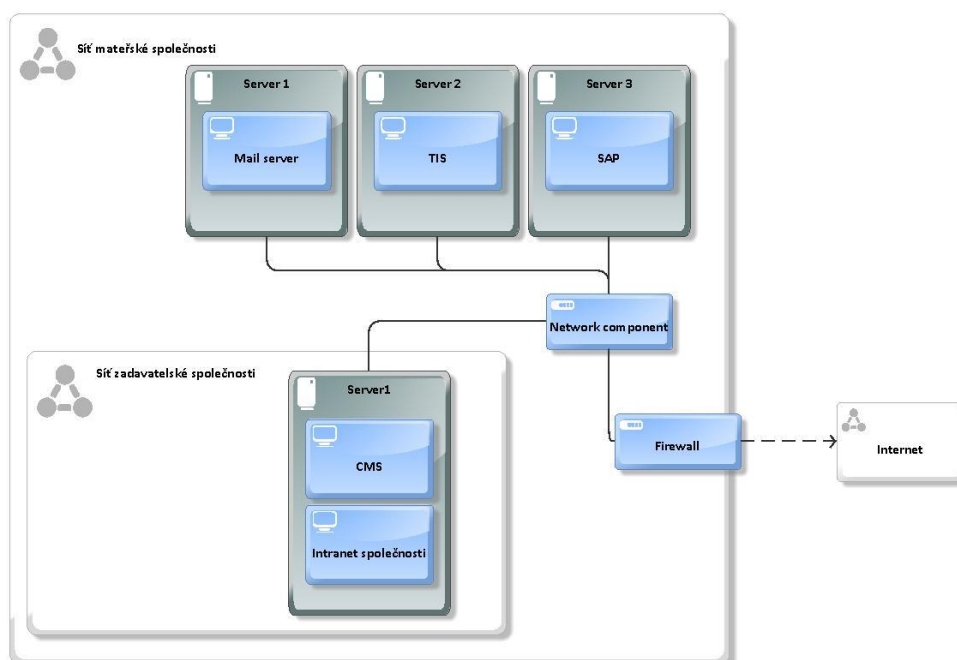 Síť mateřské společnosti
Server 1
Server 2
Server 3
Mail server
TIS
SAP
Network component
Síť zadavatelské společnosti
Server1
CMS
Firewall
Internet
Intranet společnosti